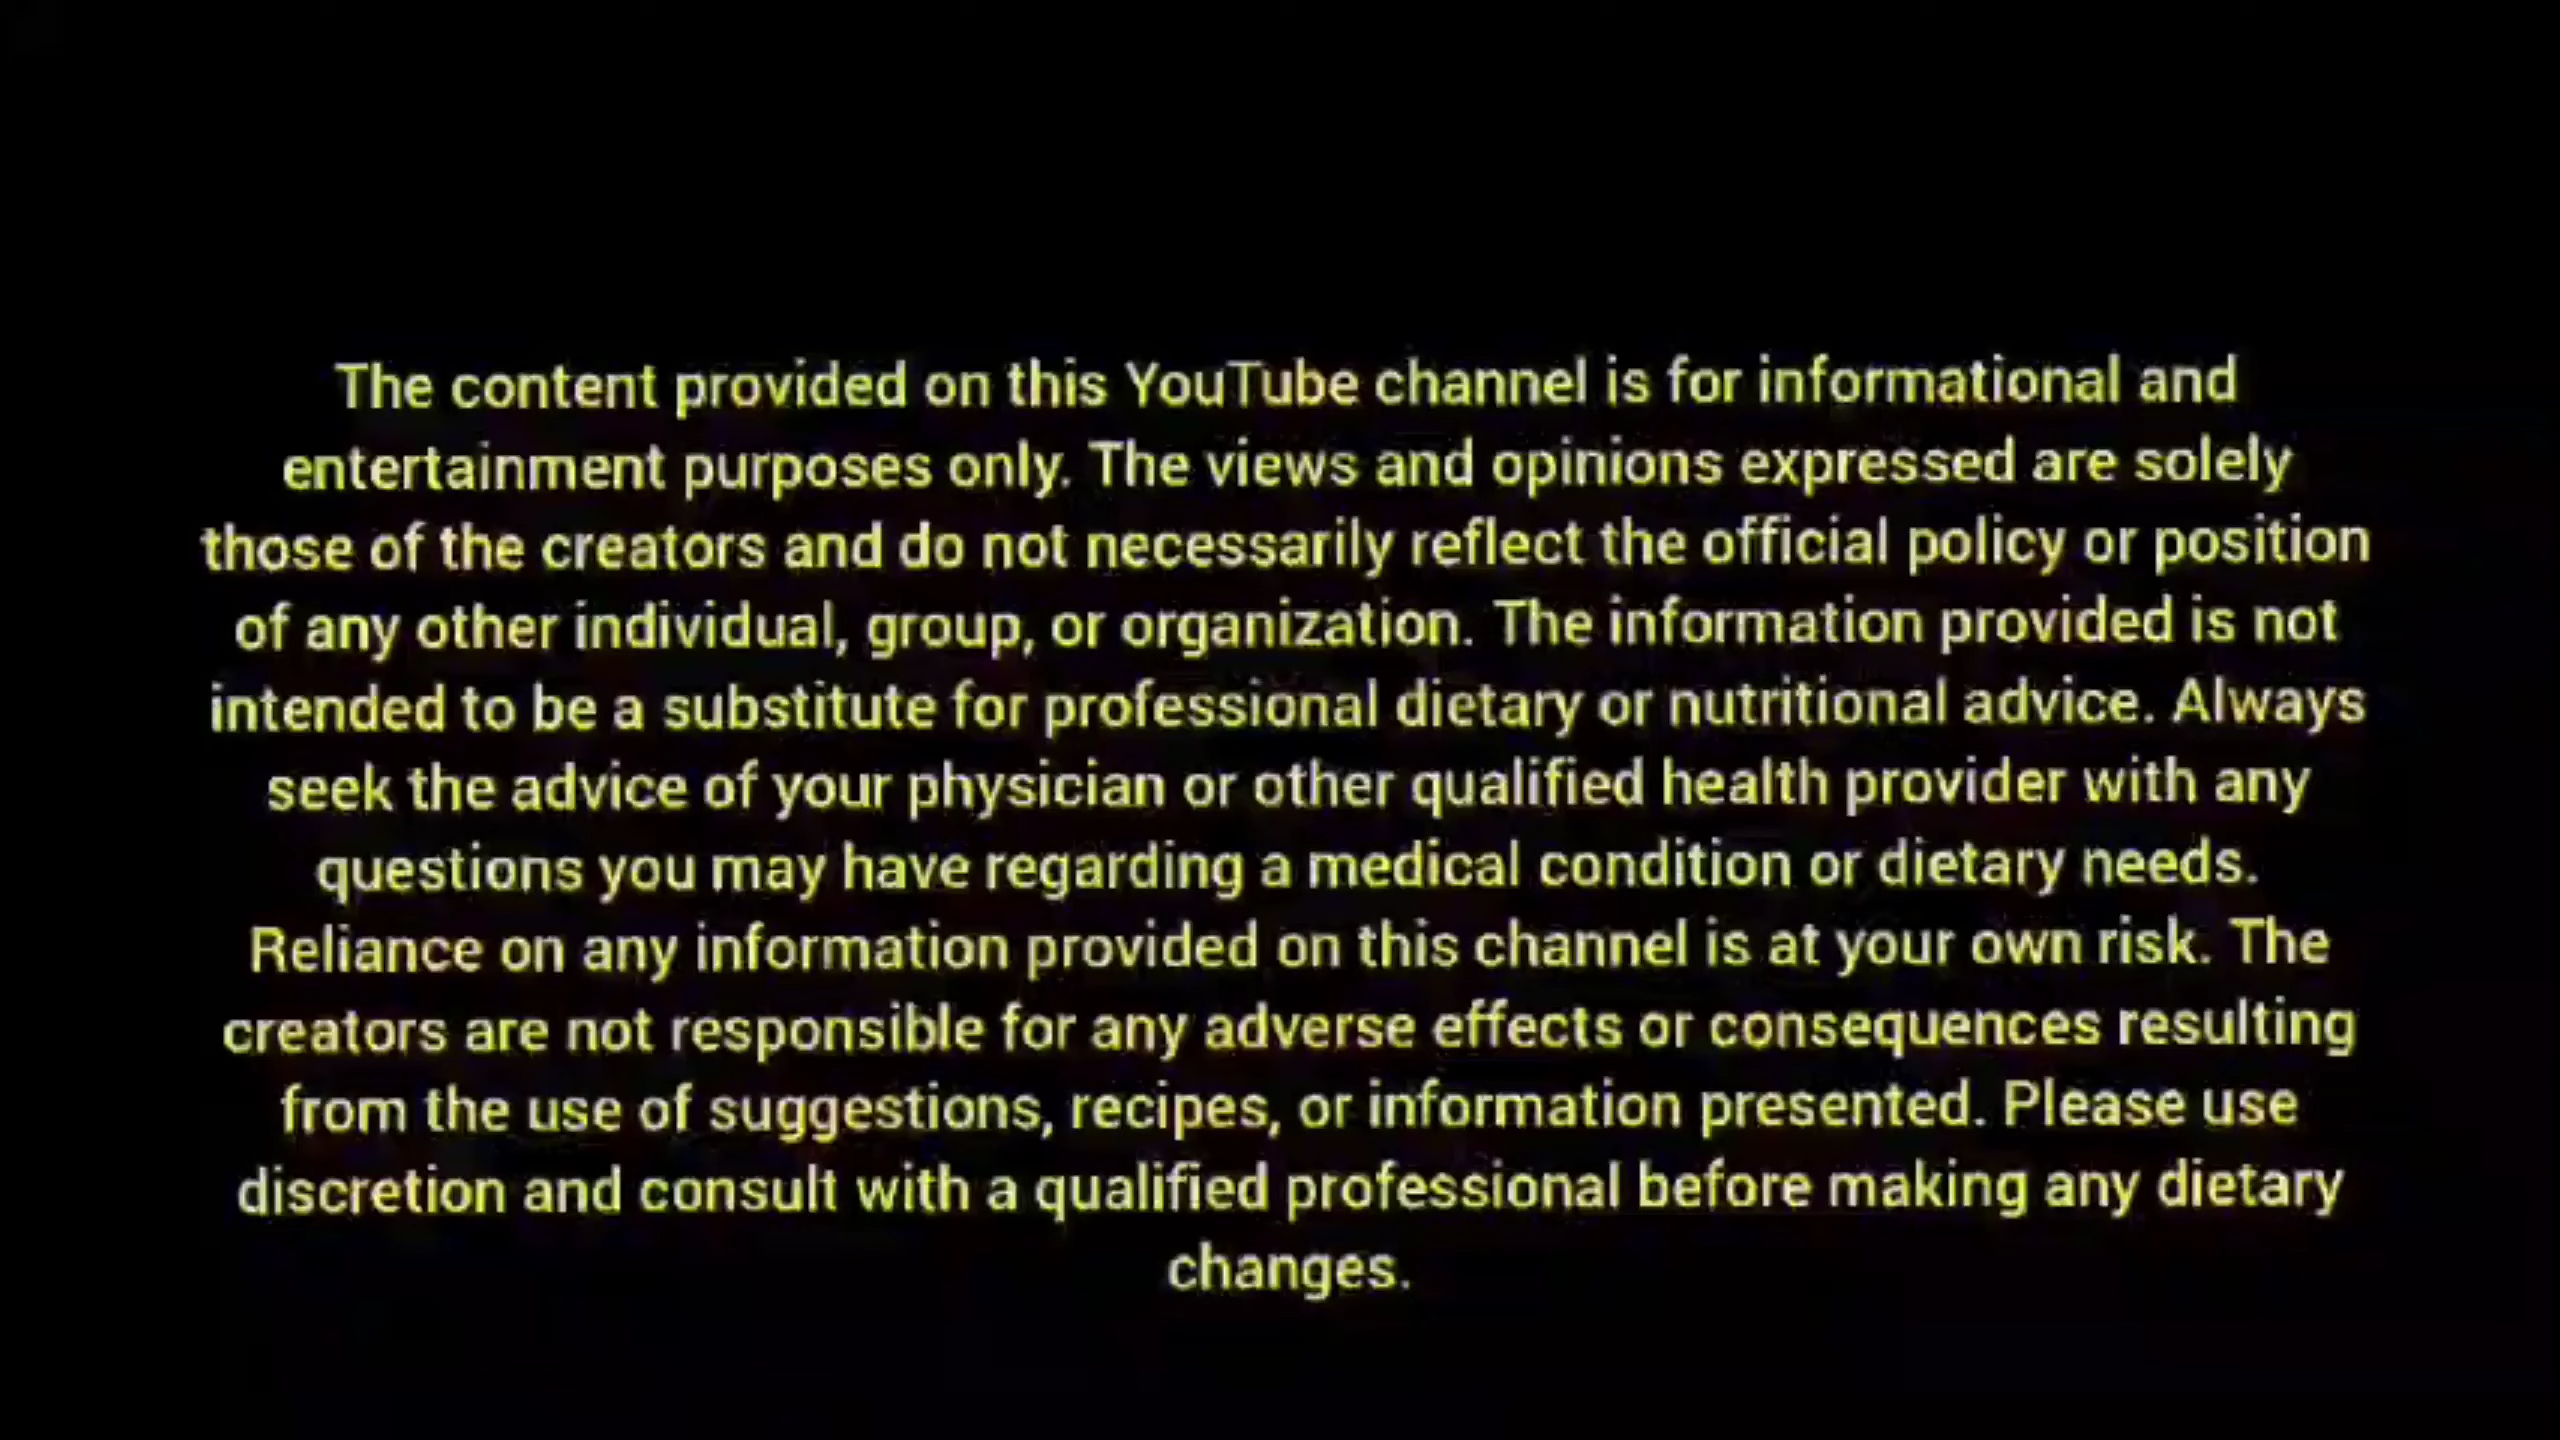 The content provided on this YouTube channel is for informational and
entertainment purposes only. The views and opinions expressed are solely
those of the creators and do not necessarily reflect the official policy or position
of any other individual, group, or organization. The information provided is not
intended to be a substitute for professional dietary or nutritional advice. Always
seek the advice of your physician or other qualified health provider with any
questions you may have regarding a medical condition or dietary needs.
Reliance on any information provided on this channel is at your own risk. The
creators are not responsible for any adverse effects or consequences resulting
from the use of suggestions, recipes, or information presented. Please use
discretion and consult with a qualified professional before making any dietary
changes.